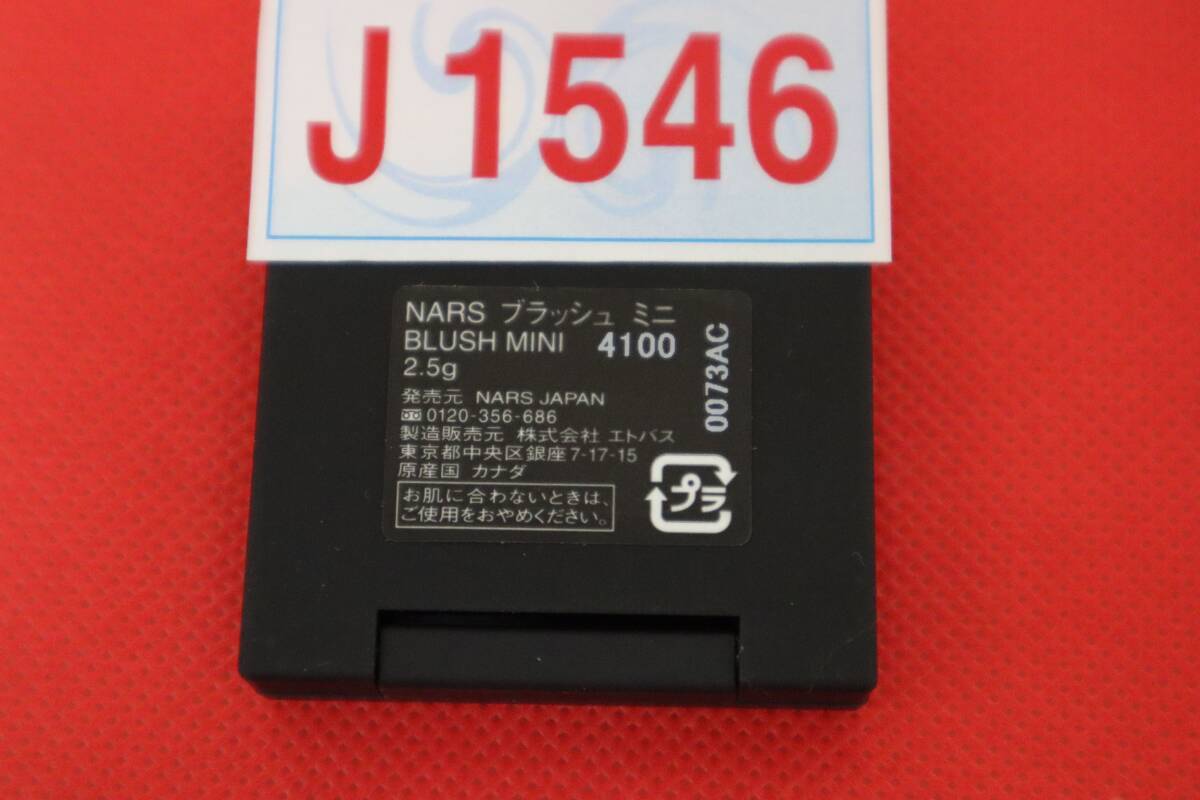 J1546
NARS ブラッシュ ミニ
BLUSH MINI 4100
2.5g
発売元 NARS JAPAN
0120-356-686
製造販売元 株式会社 エトバス
東京都中央区銀座7-17-15
原産国 カナダ
お肌に合わないときは、
ご使用をおやめください。
プラ
0073AC